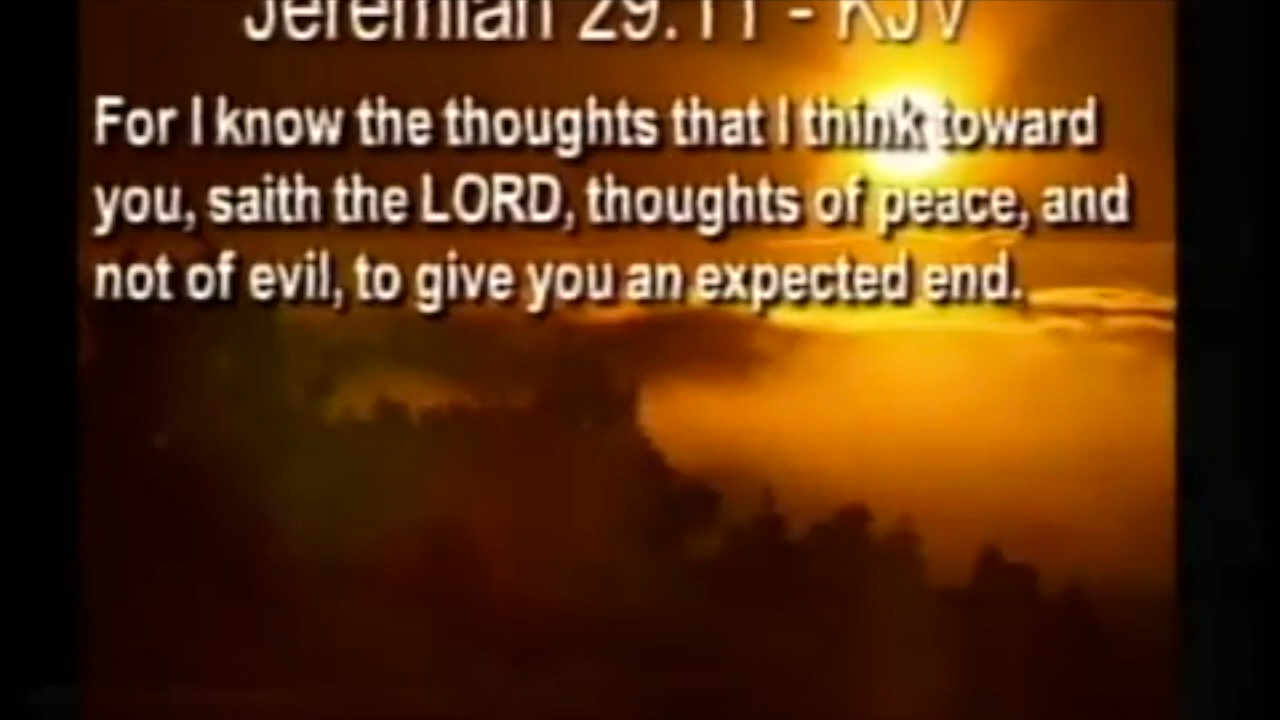 Jeremiah 29:11 - KJV
For I know the thoughts that I think toward
you, saith the LORD, thoughts of peace, and
not of evil, to give you an expected end.